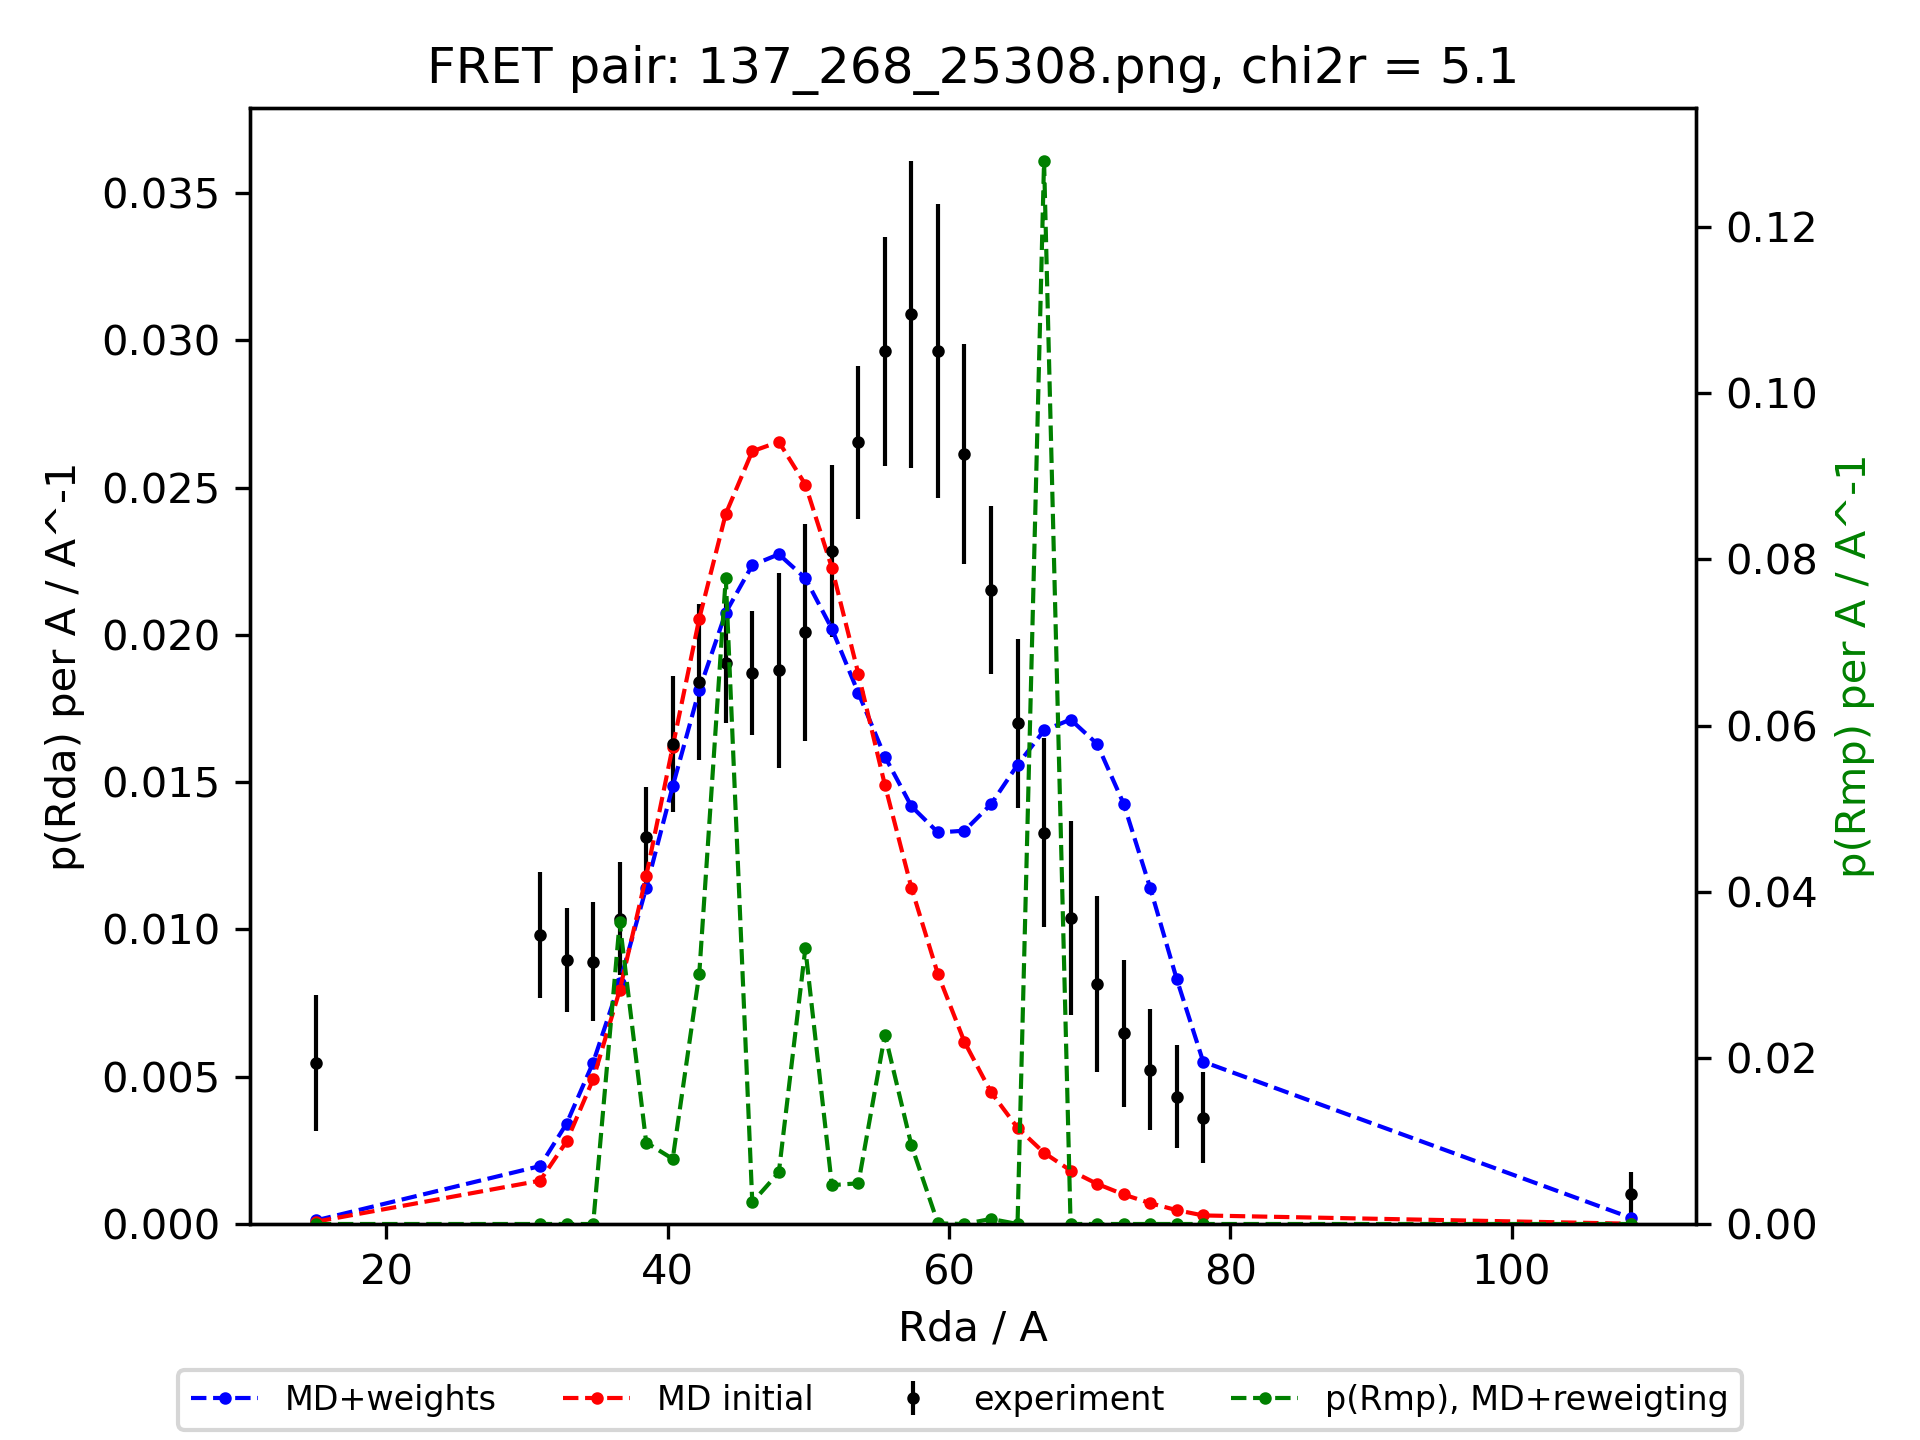 FRET pair: 137_268_25308.png, chi2r = 5.1
0.035
0.030
0.025
0.020
0.015
0.010
0.005
0.000
p(Rda) per A / A^-1
0.12
0.10
0.08
0.06
0.04
0.02
0.00
p(Rmp) per A / A^-1
20 40 60 80 100
Rda / A
MD+weights MD initial experiment p(Rmp), MD+reweigting